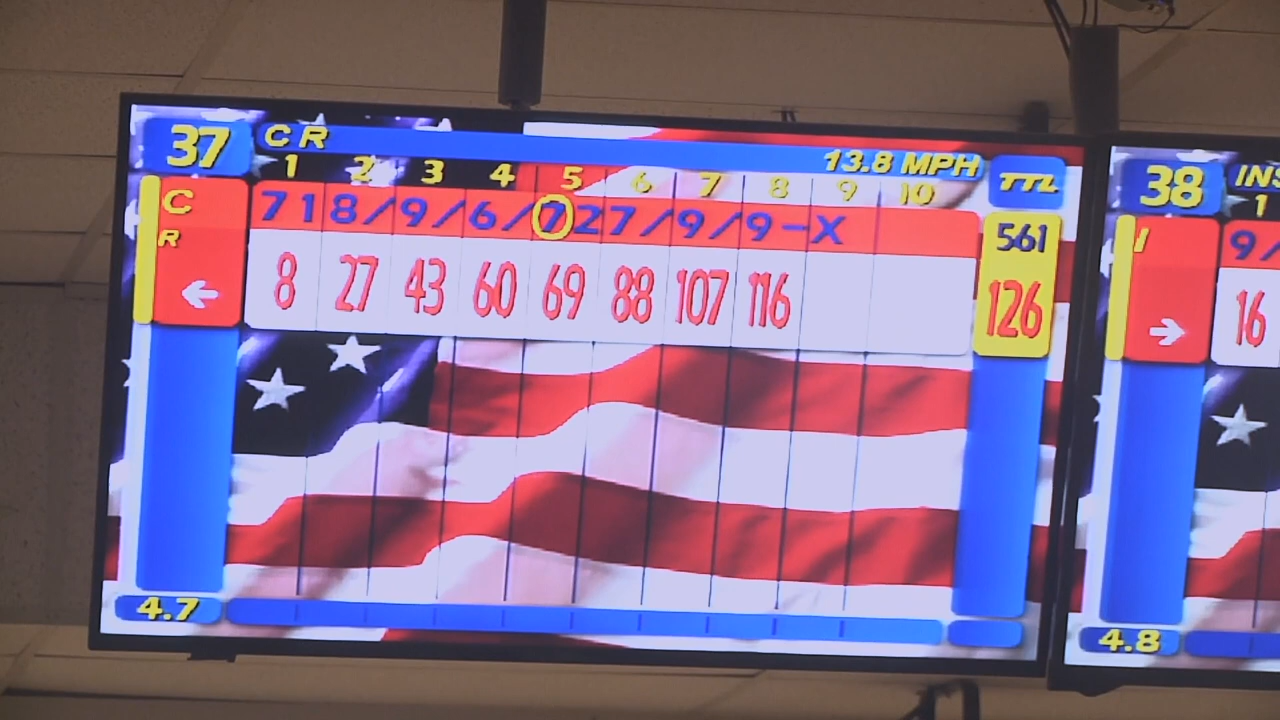 37 C R 13.8 MPH TTL
1 2 3 4 5 6 7 8 9 10
C 7 1 8 / 9 / 6 / 7 2 7 / 9 / 9 - X 561
R
8 27 43 60 69 88 107 116 126
4.7
38 INS
1
9 /
16
4.8